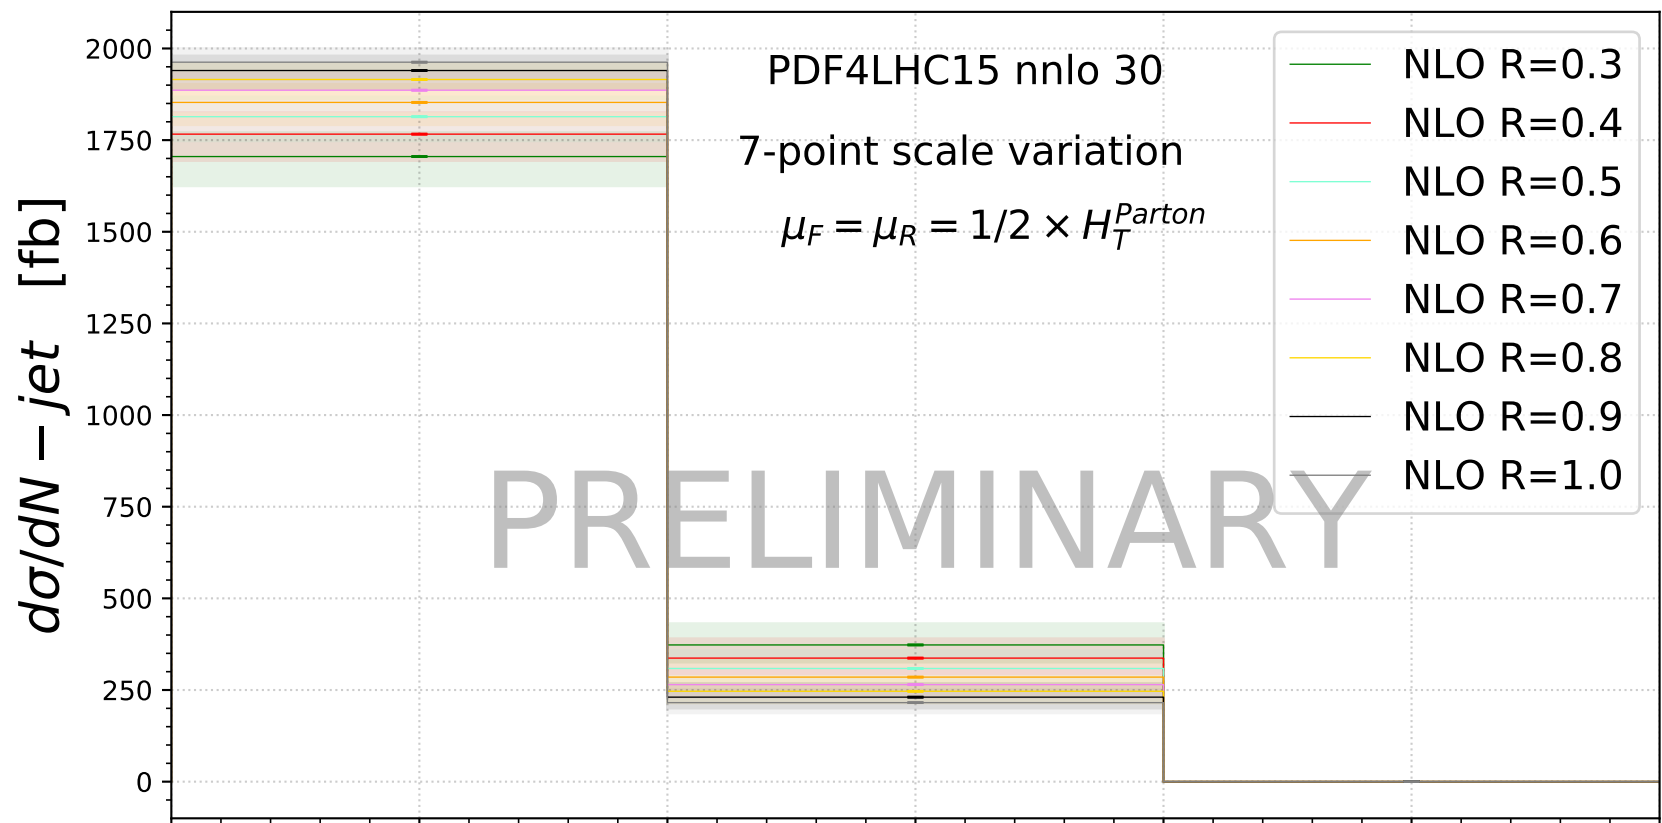 dσ/dN − jet [fb]
2000
1750
1500
1250
1000
750
500
250
0
PDF4LHC15 nnlo 30
7-point scale variation
μ_F = μ_R = 1/2 × H_T^{Parton}
NLO R=0.3
NLO R=0.4
NLO R=0.5
NLO R=0.6
NLO R=0.7
NLO R=0.8
NLO R=0.9
NLO R=1.0
PRELIMINARY